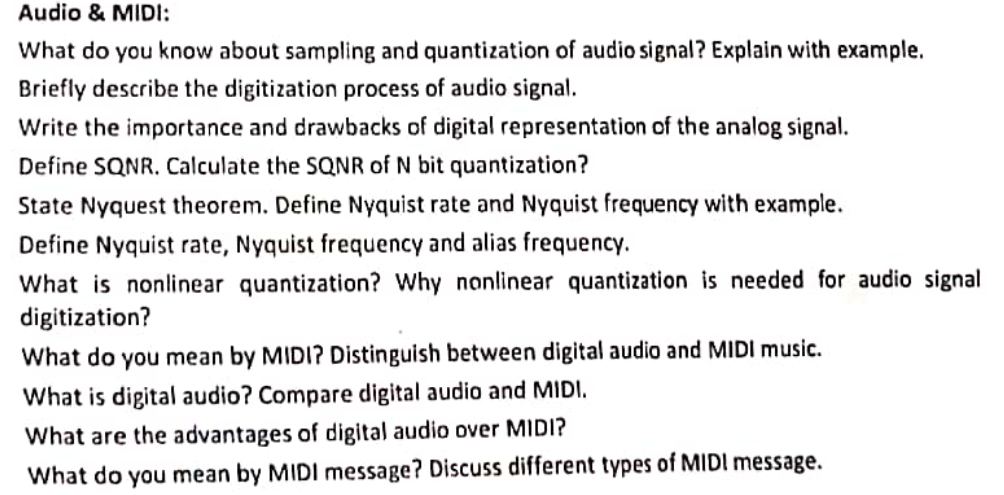 Audio & MIDI:
What do you know about sampling and quantization of audio signal? Explain with example.
Briefly describe the digitization process of audio signal.
Write the importance and drawbacks of digital representation of the analog signal.
Define SQNR. Calculate the SQNR of N bit quantization?
State Nyquest theorem. Define Nyquist rate and Nyquist frequency with example.
Define Nyquist rate, Nyquist frequency and alias frequency.
What is nonlinear quantization? Why nonlinear quantization is needed for audio signal
digitization?
What do you mean by MIDI? Distinguish between digital audio and MIDI music.
What is digital audio? Compare digital audio and MIDI.
What are the advantages of digital audio over MIDI?
What do you mean by MIDI message? Discuss different types of MIDI message.